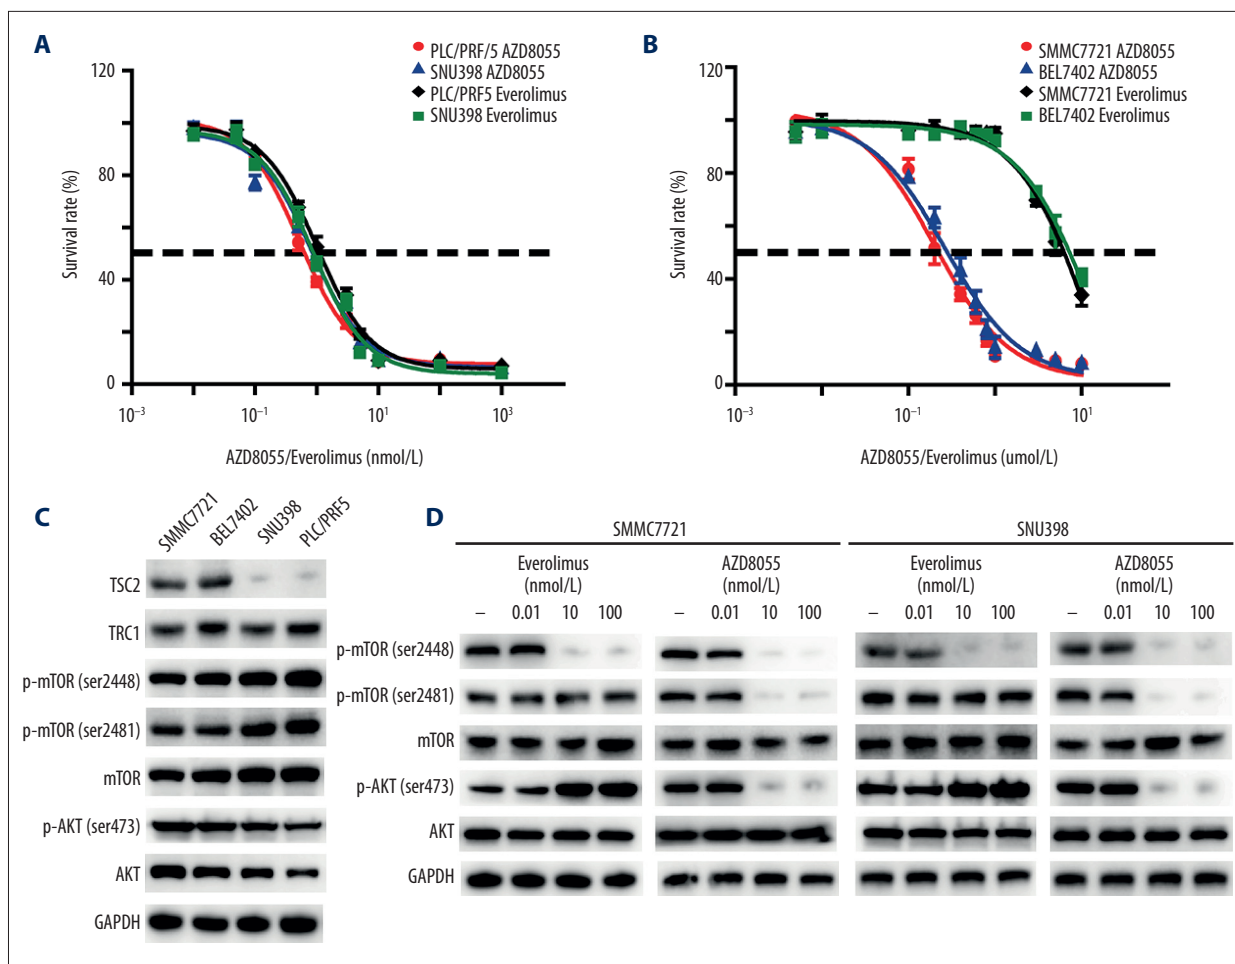 A
PLC/PRF/5 AZD8055
SNU398 AZD8055
PLC/PRF5 Everolimus
SNU398 Everolimus
120
80
40
0
Survival rate (%)
10⁻³
10⁻¹
10¹
10³
AZD8055/Everolimus (nmol/L)
B
SMMC7721 AZD8055
BEL7402 AZD8055
SMMC7721 Everolimus
BEL7402 Everolimus
120
80
40
0
Survival rate (%)
10⁻³
10⁻¹
10¹
AZD8055/Everolimus (umol/L)
C
SMMC7721
BEL7402
SNU398
PLC/PRF5
TSC2
TRC1
p-mTOR (ser2448)
p-mTOR (ser2481)
mTOR
p-AKT (ser473)
AKT
GAPDH
D
SMMC7721 SNU398
Everolimus AZD8055 Everolimus AZD8055
(nmol/L) (nmol/L) (nmol/L) (nmol/L)
– 0.01 10 100 – 0.01 10 100 – 0.01 10 100 – 0.01 10 100
p-mTOR (ser2448)
p-mTOR (ser2481)
mTOR
p-AKT (ser473)
AKT
GAPDH